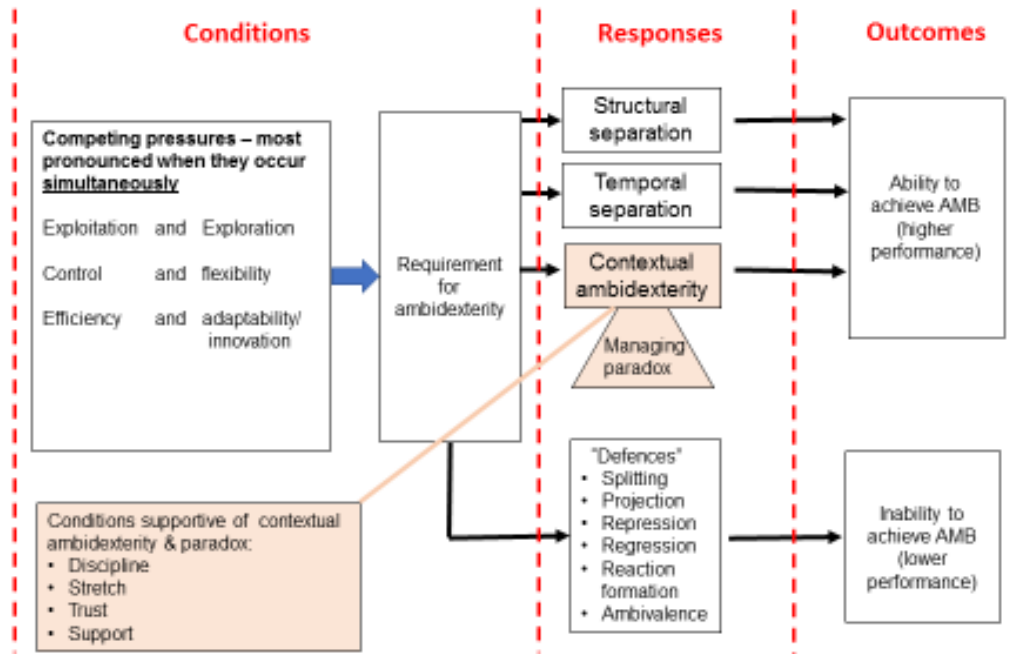 Conditions
Responses
Outcomes
Competing pressures – most
pronounced when they occur
simultaneously
Exploitation and Exploration
Control and flexibility
Efficiency and adaptability/
innovation
Requirement
for
ambidexterity
Structural
separation
Temporal
separation
Contextual
ambidexterity
Managing
paradox
Ability to
achieve AMB
(higher
performance)
Conditions supportive of contextual
ambidexterity & paradox:
• Discipline
• Stretch
• Trust
• Support
"Defences"
• Splitting
• Projection
• Repression
• Regression
• Reaction
formation
• Ambivalence
Inability to
achieve AMB
(lower
performance)